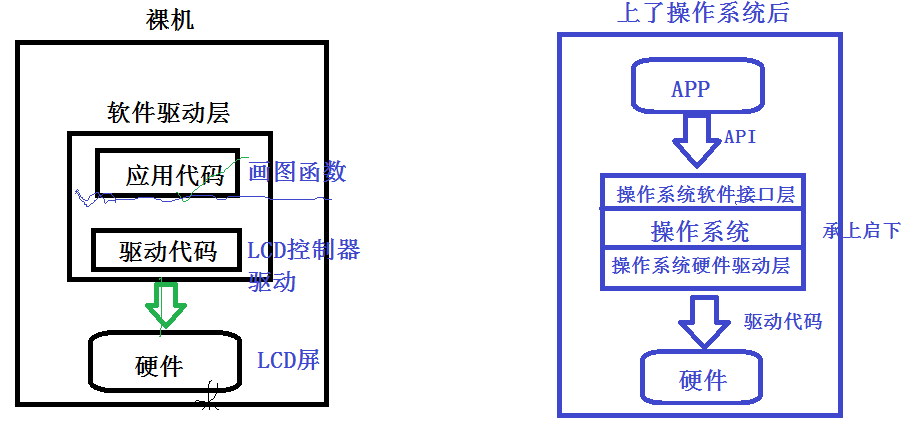 裸机
软件驱动层
应用代码
画图函数
驱动代码
LCD控制器
驱动
硬件
LCD屏
上了操作系统后
APP
API
操作系统软件接口层
操作系统
承上启下
操作系统硬件驱动层
驱动代码
硬件